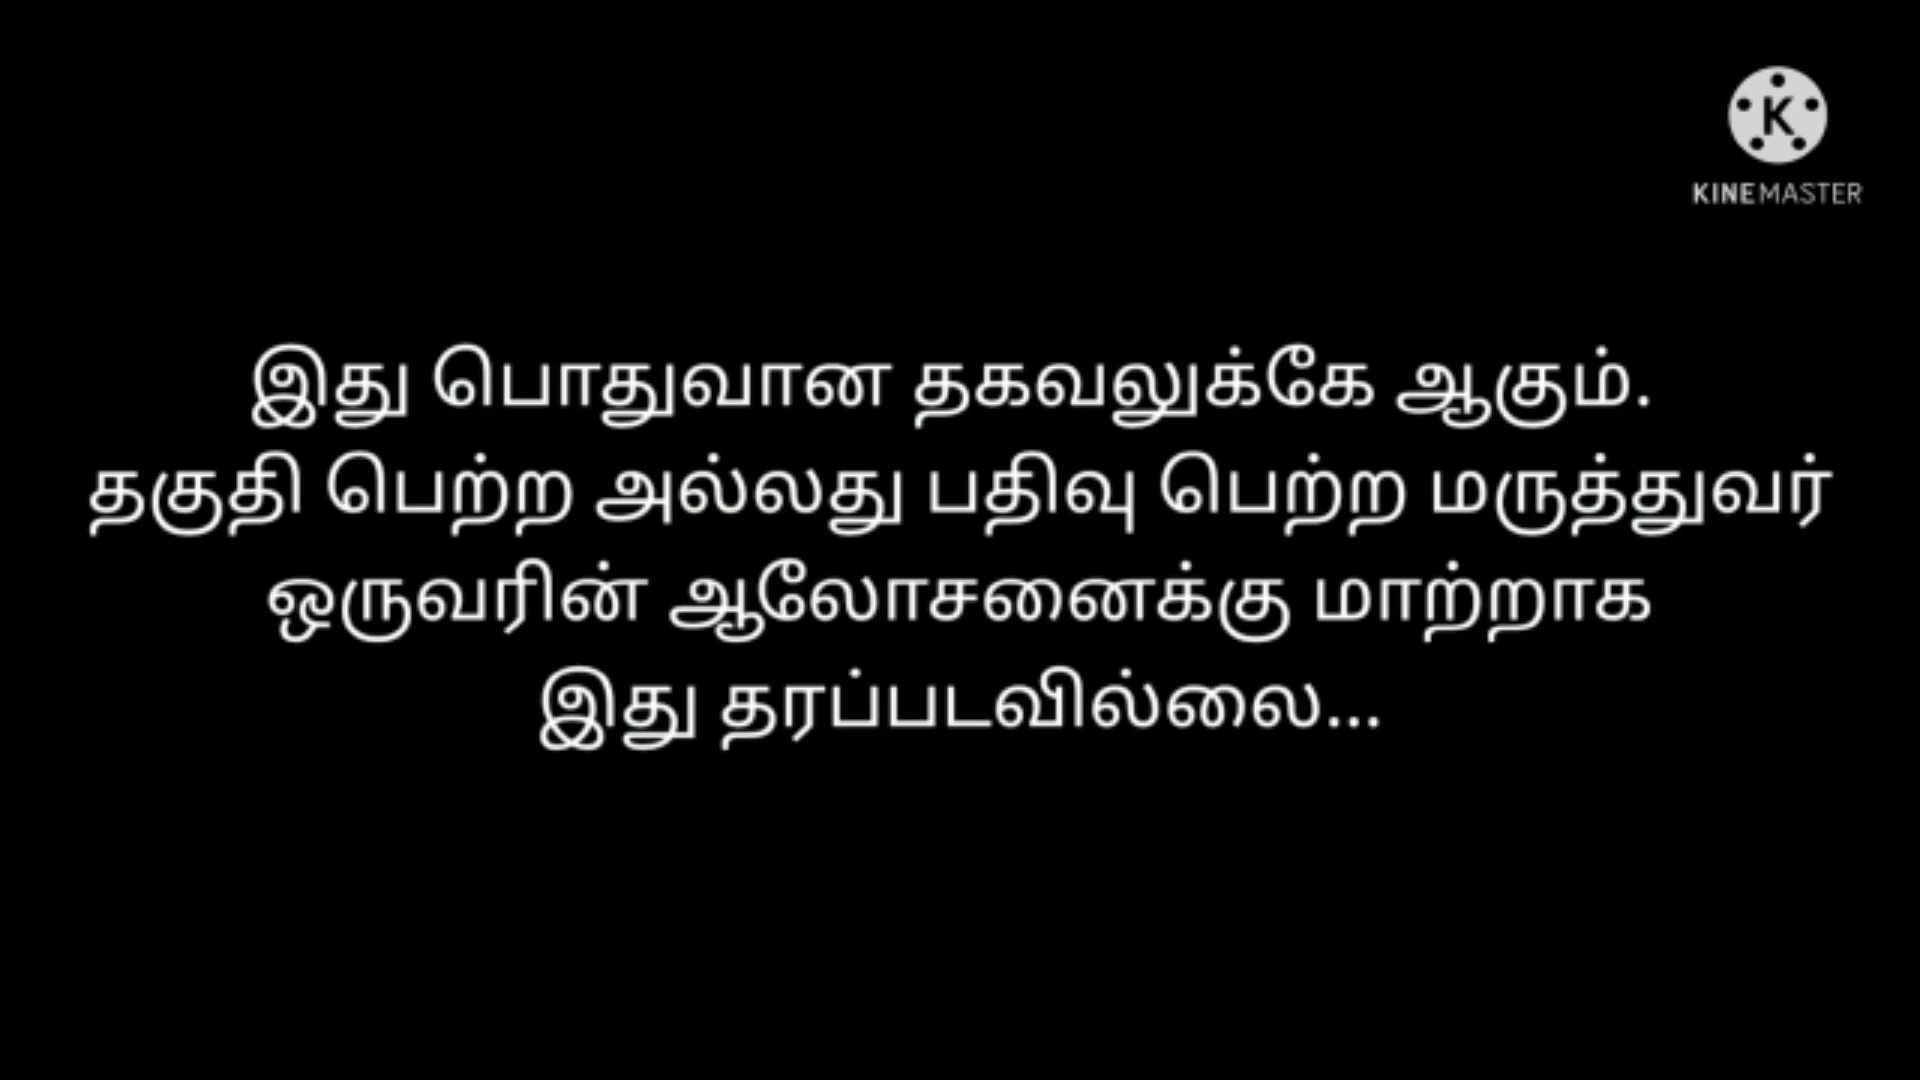 K
KINEMASTER
இது பொதுவான தகவலுக்கே ஆகும்.
தகுதி பெற்ற அல்லது பதிவு பெற்ற மருத்துவர்
ஒருவரின் ஆலோசனைக்கு மாற்றாக
இது தரப்படவில்லை...